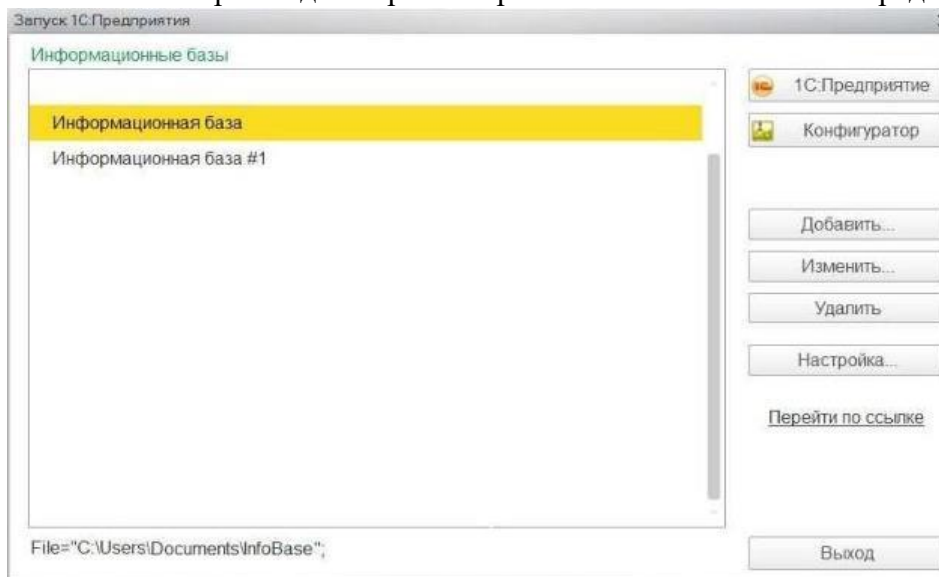 Запуск 1С:Предприятия
Информационные базы
1С:Предприятие
Информационная база
Конфигуратор
Информационная база #1
Добавить...
Изменить...
Удалить
Настройка...
Перейти по ссылке
File="C:\Users\Documents\InfoBase";
Выход